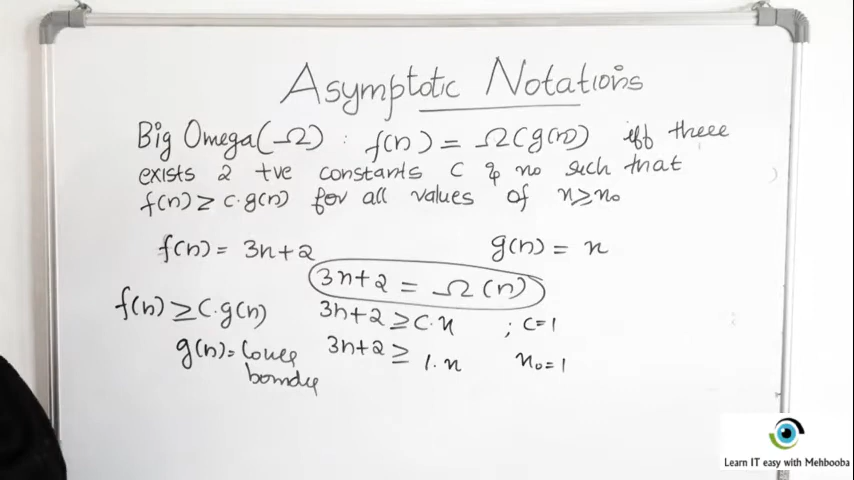 Asymptotic Notations
Big Omega (Ω) : f(n) = Ω(g(n)) iff there
exists 2 +ve constants C & n₀ such that
f(n) ≥ c.g(n) for all values of n ≥ n₀
f(n) = 3n+2 g(n) = n
3n+2 = Ω(n)
f(n) ≥ C.g(n) 3n+2 ≥ C.n ; C=1
g(n) = Lower 3n+2 ≥ 1.n n₀=1
Learn IT easy with Mehbooba